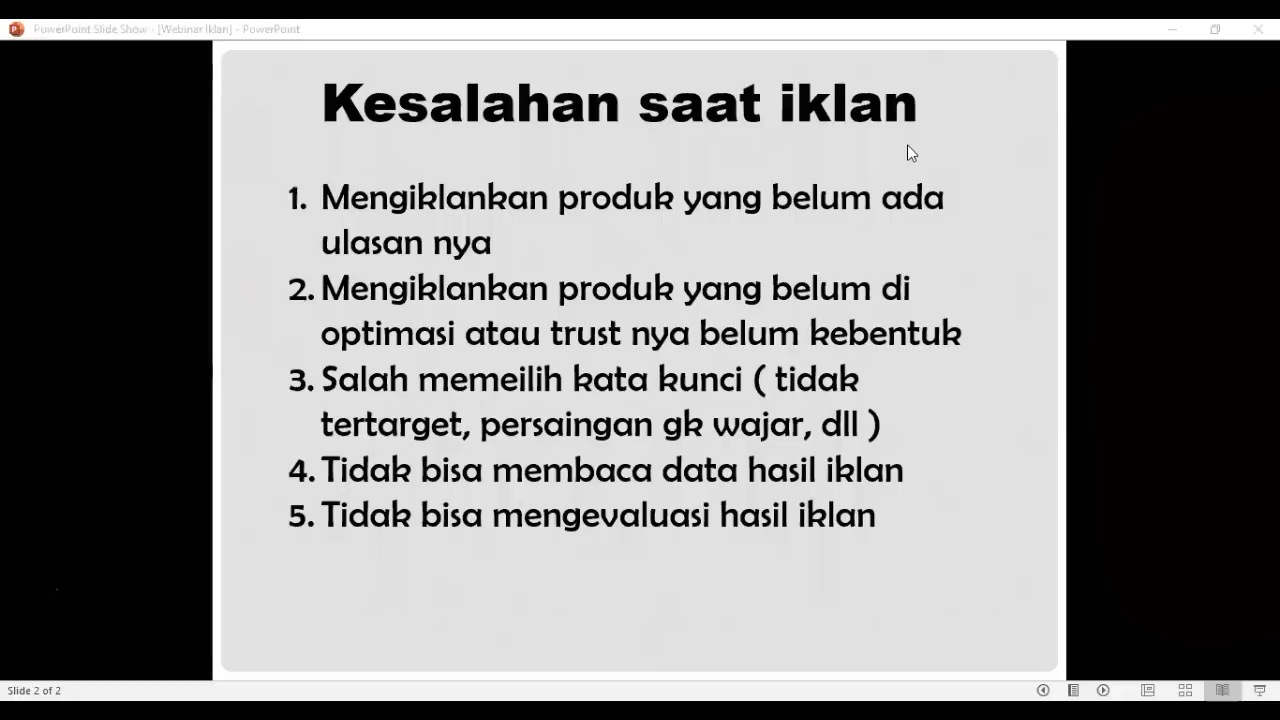 PowerPoint Slide Show - [Webinar Iklan] - PowerPoint
Kesalahan saat iklan
1. Mengiklankan produk yang belum ada
ulasan nya
2. Mengiklankan produk yang belum di
optimasi atau trust nya belum kebentuk
3. Salah memeilih kata kunci ( tidak
tertarget, persaingan gk wajar, dll )
4. Tidak bisa membaca data hasil iklan
5. Tidak bisa mengevaluasi hasil iklan
Slide 2 of 2